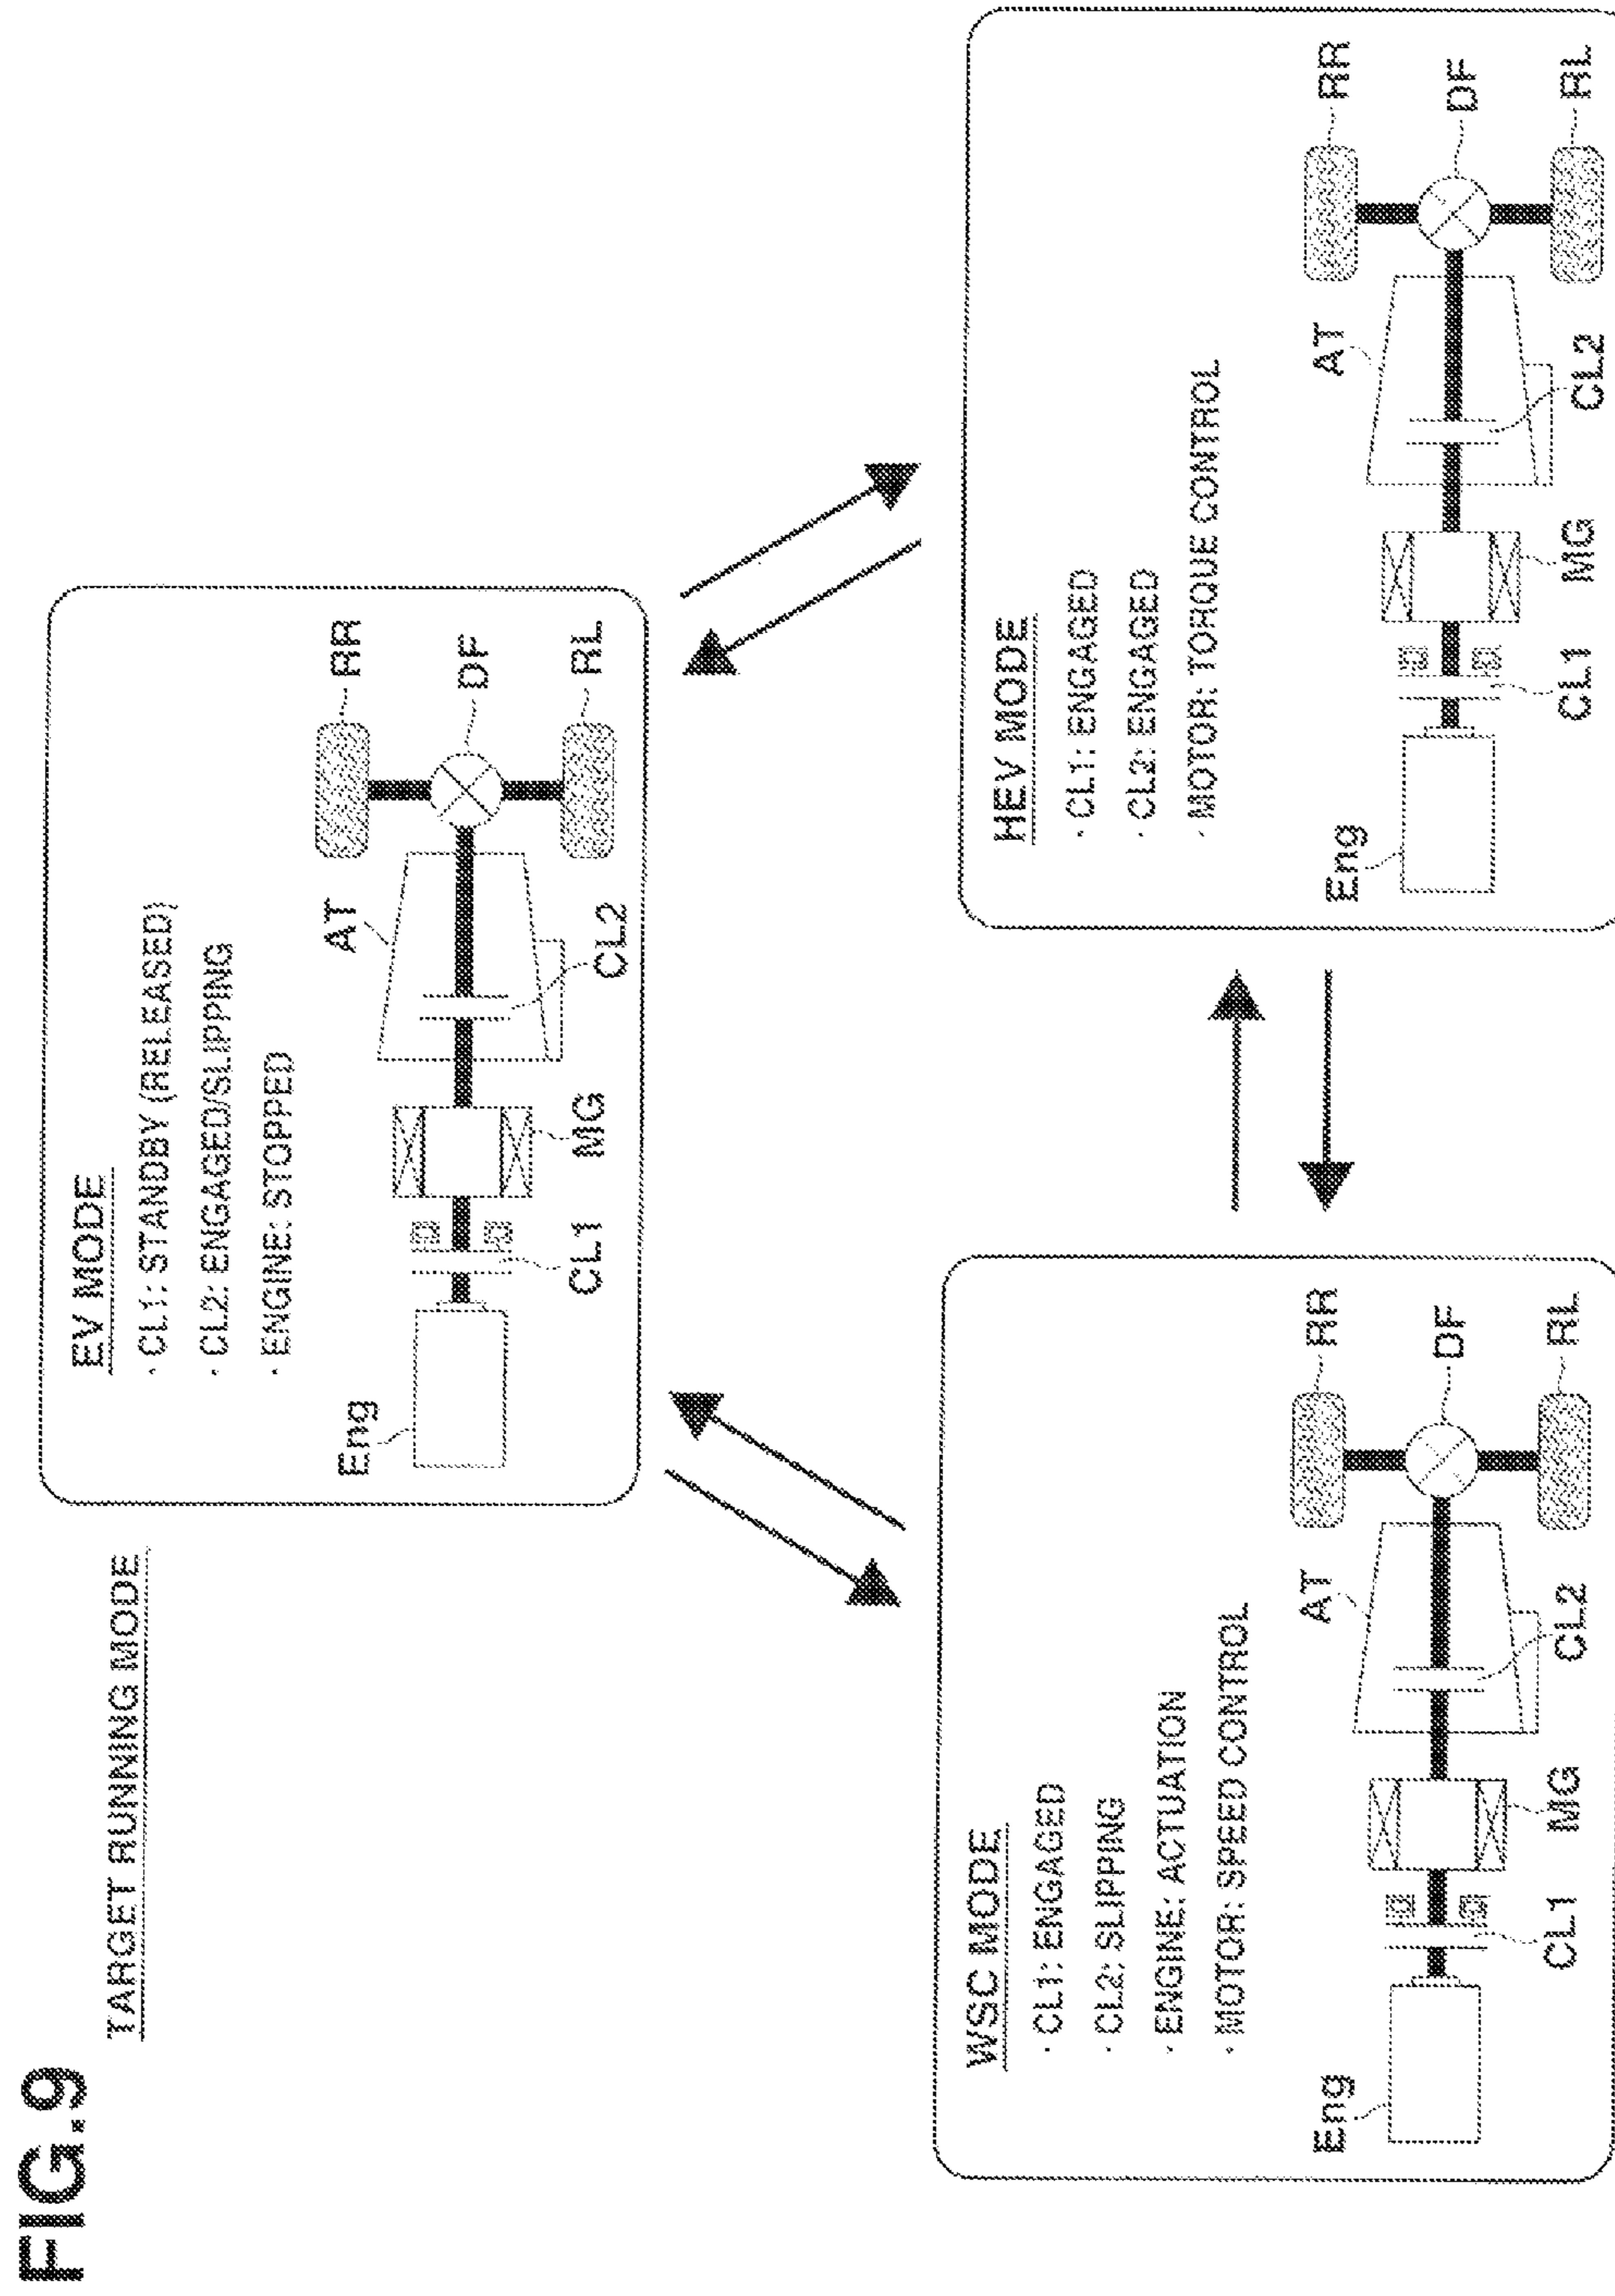 FIG.9
TARGET RUNNING MODE
EV MODE
· CL1: STANDBY (RELEASED)
· CL2: ENGAGED/SLIPPING
· ENGINE: STOPPED
Eng
CL1
MG
AT
CL2
RR
DF
RL
WSC MODE
· CL1: ENGAGED
· CL2: SLIPPING
· ENGINE: ACTUATION
· MOTOR: SPEED CONTROL
Eng
CL1
MG
AT
CL2
RR
DF
RL
HEV MODE
· CL1: ENGAGED
· CL2: ENGAGED
· MOTOR: TORQUE CONTROL
Eng
CL1
MG
AT
CL2
RR
DF
RL